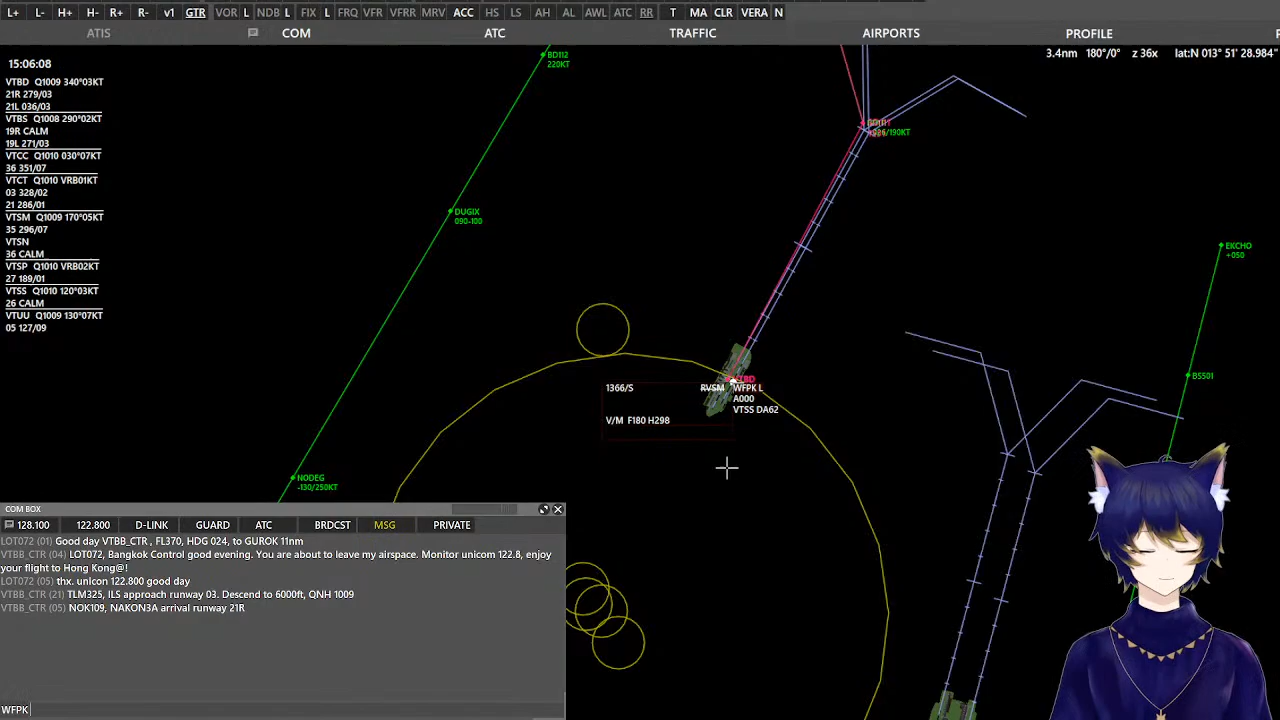 L+ L- H+ H- R+ R- v1 GTR VOR L NDB L FIX L FRQ VFR VFRR MRV ACC HS LS AH AL AWL ATC RR T MA CLR VERA N
ATIS COM ATC TRAFFIC AIRPORTS PROFILE
3.4nm 180°/0° z 36x lat:N 013° 51' 28.984"
15:06:08
VTBD Q1009 340°03KT
21R 279/03
21L 036/03
VTBS Q1008 290°02KT
19R CALM
19L 271/03
VTCC Q1010 030°07KT
36 351/07
VTCT Q1010 VRB01KT
03 328/02
21 286/01
VTSM Q1009 170°05KT
35 296/07
VTSN
36 CALM
VTSP Q1010 VRB02KT
27 189/01
VTSS Q1010 120°03KT
26 CALM
VTUU Q1009 130°07KT
05 127/09
BD112
220KT
/190KT
DUGIX
090-100
EKCHO
+050
BS501
NODEG
-130/250KT
VTBD
1366/S RVSM WFPK L
A000
VTSS DA62
V/M F180 H298
COM BOX
128.100 122.800 D-LINK GUARD ATC BRDCST MSG PRIVATE
LOT072 (01) Good day VTBB_CTR , FL370, HDG 024, to GUROK 11nm
VTBB_CTR (04) LOT072, Bangkok Control good evening. You are about to leave my airspace. Monitor unicom 122.8, enjoy
your flight to Hong Kong@!
LOT072 (05) thx. unIcon 122.800 good day
VTBB_CTR (21) TLM325, ILS approach runway 03. Descend to 6000ft, QNH 1009
VTBB_CTR (05) NOK109, NAKON3A arrival runway 21R
WFPK